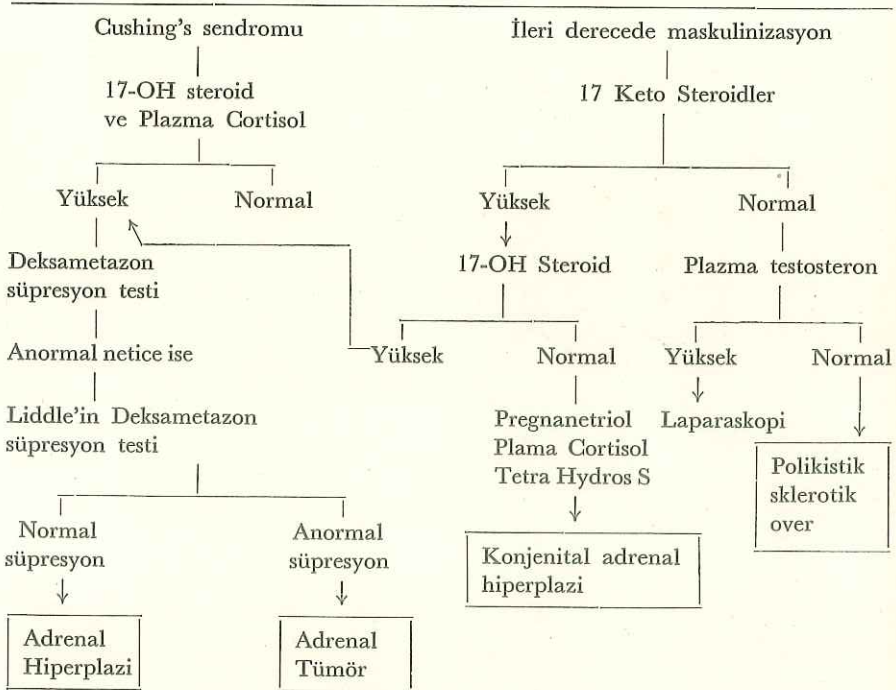 Cushing's sendromu
17-OH steroid
ve Plazma Cortisol
Yüksek
Normal
Deksametazon
süpresyon testi
Anormal netice ise
Liddle'in Deksametazon
süpresyon testi
Normal
süpresyon
Anormal
süpresyon
Adrenal
Hiperplazi
Adrenal
Tümör
İleri derecede maskulinizasyon
17 Keto Steroidler
Yüksek
Normal
17-OH Steroid
Plazma testosteron
Yüksek
Normal
Yüksek
Normal
Pregnanetriol
Plama Cortisol
Tetra Hydros S
Laparaskopi
Konjenital adrenal
hiperplazi
Polikistik
sklerotik
over